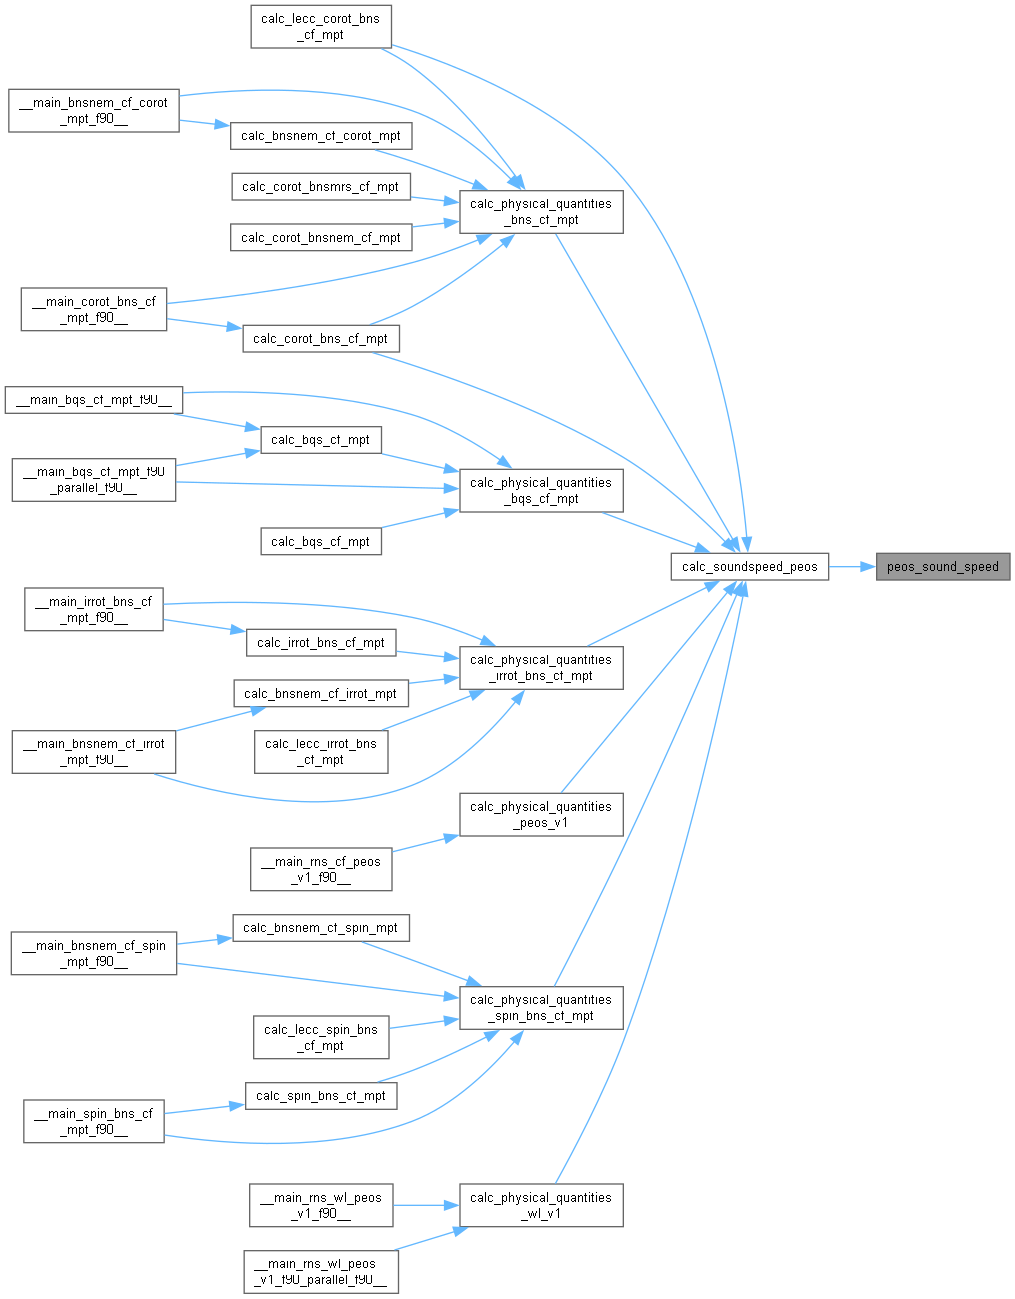 calc_lecc_corot_bns
_cf_mpt
__main_bnsnem_cf_corot
_mpt_f90__
calc_bnsnem_cf_corot_mpt
calc_corot_bnsmrs_cf_mpt
calc_physical_quantities
_bns_cf_mpt
calc_corot_bnsnem_cf_mpt
__main_corot_bns_cf
_mpt_f90__
calc_corot_bns_cf_mpt
__main_bqs_cf_mpt_f90__
calc_bqs_cf_mpt
__main_bqs_cf_mpt_f90
_parallel_f90__
calc_physical_quantities
_bqs_cf_mpt
calc_bqs_cf_mpt
calc_soundspeed_peos
peos_sound_speed
__main_irrot_bns_cf
_mpt_f90__
calc_irrot_bns_cf_mpt
calc_physical_quantities
_irrot_bns_cf_mpt
calc_bnsnem_cf_irrot_mpt
__main_bnsnem_cf_irrot
_mpt_f90__
calc_lecc_irrot_bns
_cf_mpt
calc_physical_quantities
_peos_v1
__main_rns_cf_peos
_v1_f90__
calc_bnsnem_cf_spin_mpt
__main_bnsnem_cf_spin
_mpt_f90__
calc_physical_quantities
_spin_bns_cf_mpt
calc_lecc_spin_bns
_cf_mpt
calc_spin_bns_cf_mpt
__main_spin_bns_cf
_mpt_f90__
__main_rns_wl_peos
_v1_f90__
calc_physical_quantities
_wl_v1
__main_rns_wl_peos
_v1_f90_parallel_f90__